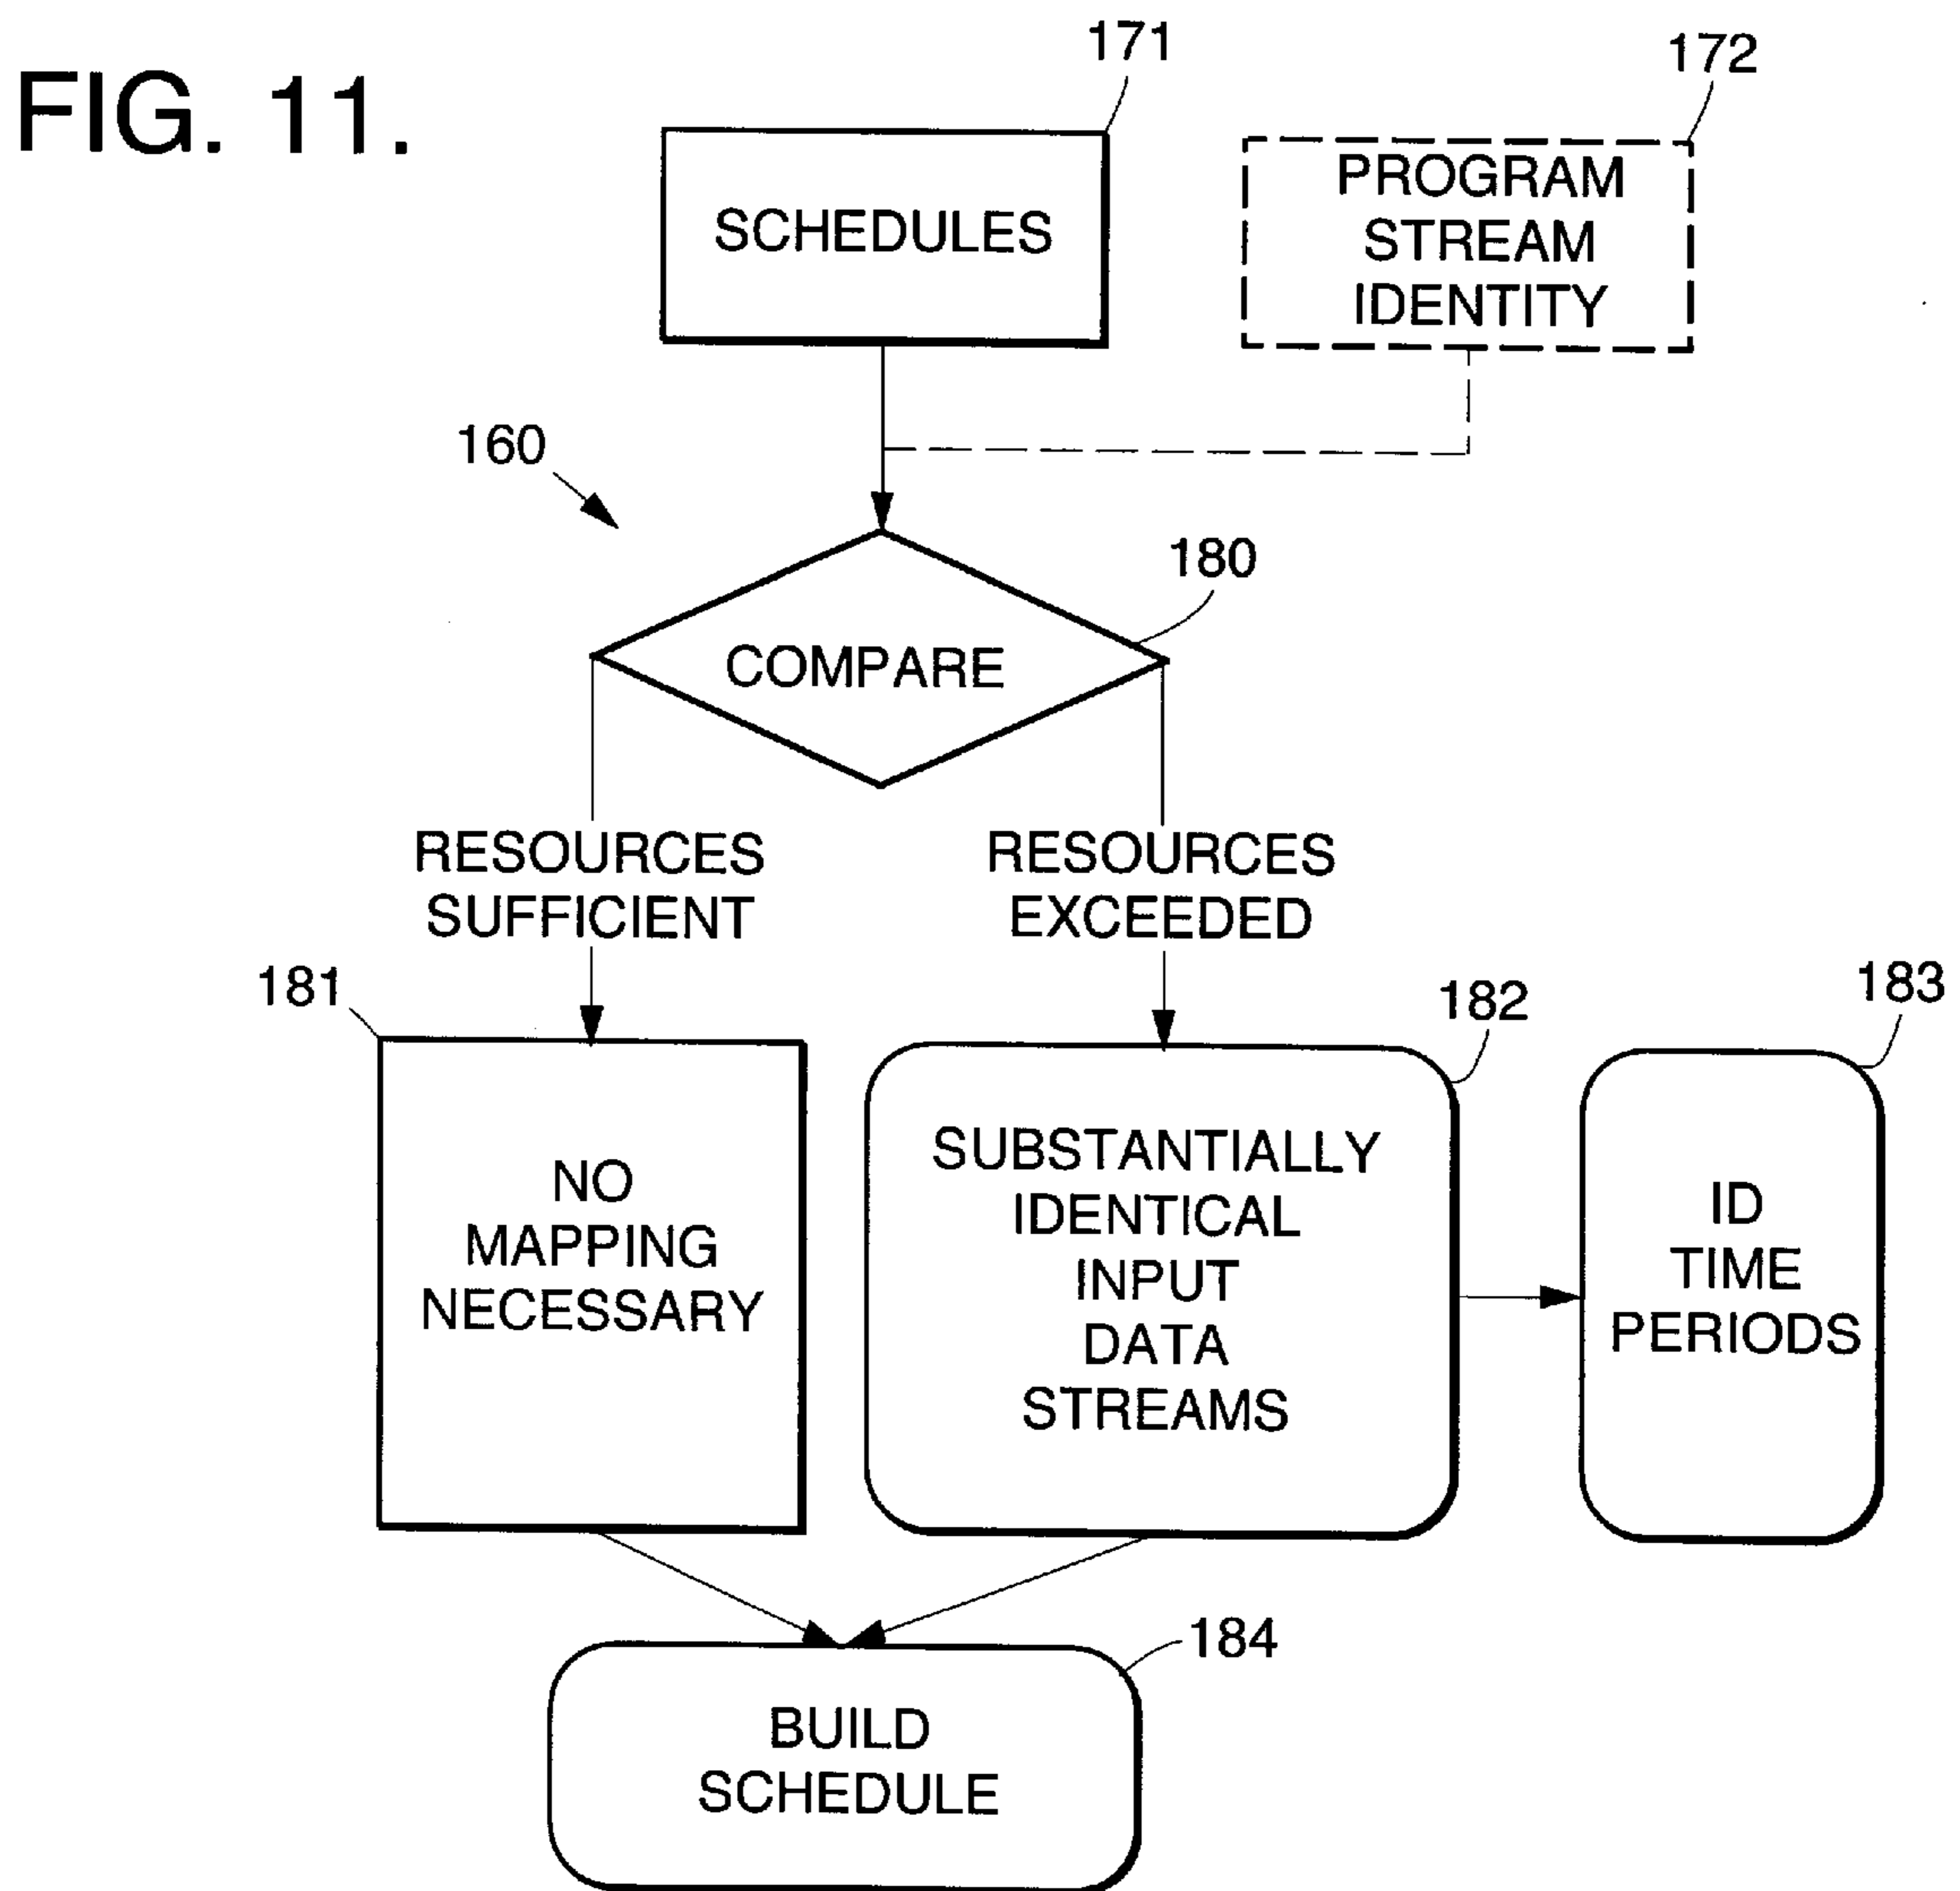 FIG. 11.
171
172
SCHEDULES
PROGRAM
STREAM
IDENTITY
160
180
COMPARE
RESOURCES
SUFFICIENT
RESOURCES
EXCEEDED
181
182
183
NO
MAPPING
NECESSARY
SUBSTANTIALLY
IDENTICAL
INPUT
DATA
STREAMS
ID
TIME
PERIODS
184
BUILD
SCHEDULE